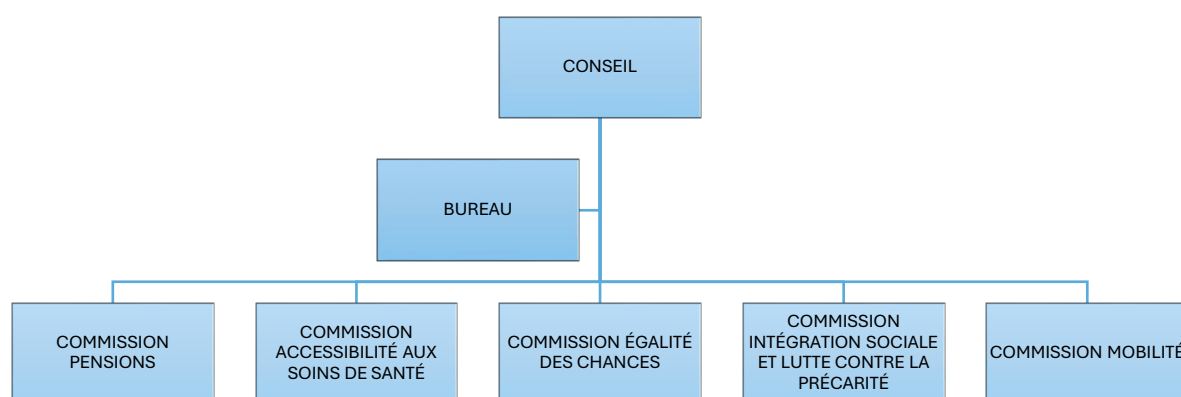 CONSEIL
BUREAU
COMMISSION
PENSIONS
COMMISSION
ACCESSIBILITÉ AUX
SOINS DE SANTÉ
COMMISSION ÉGALITÉ
DES CHANCES
COMMISSION
INTÉGRATION SOCIALE
ET LUTTE CONTRE LA
PRÉCARITÉ
COMMISSION MOBILITÉ